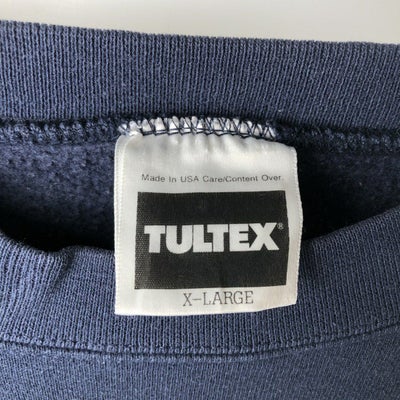 Made In USA Care/Content Over.
TULTEX®
X-LARGE